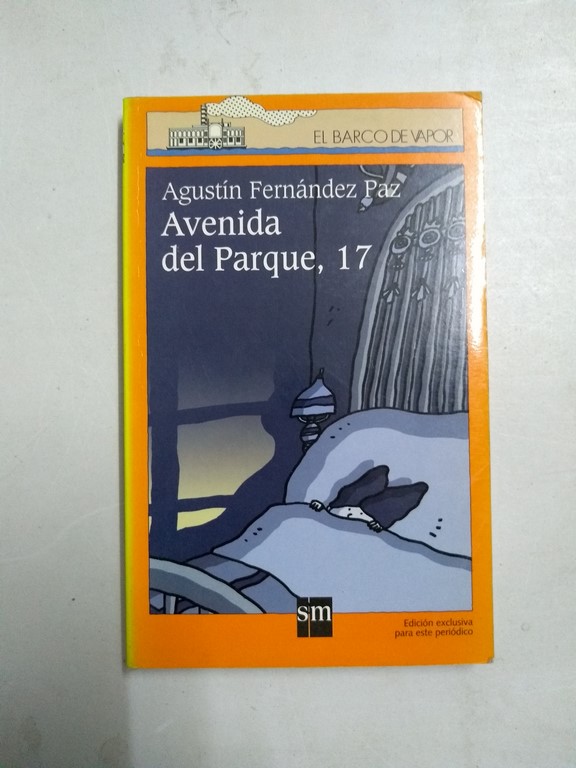 EL BARCO DE VAPOR
Agustín Fernández Paz
Avenida
del Parque, 17
sm
Edición exclusiva
para este periódico